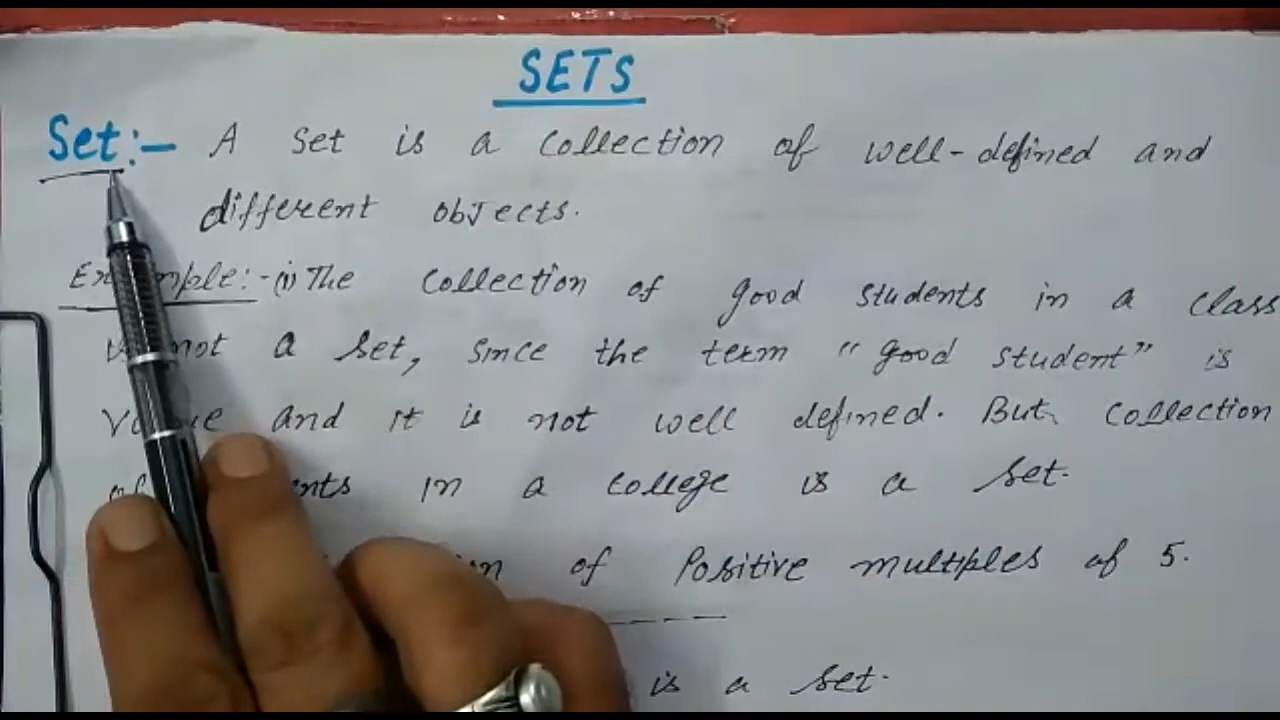 SETS
Set:- A set is a collection of well-defined and
different objects.
Example:-(i) The collection of good students in a class
not a set, since the term "good student" is
and it is not well defined. But, collection
of in a college is a set.
of Positive multiples of 5.
is a set.